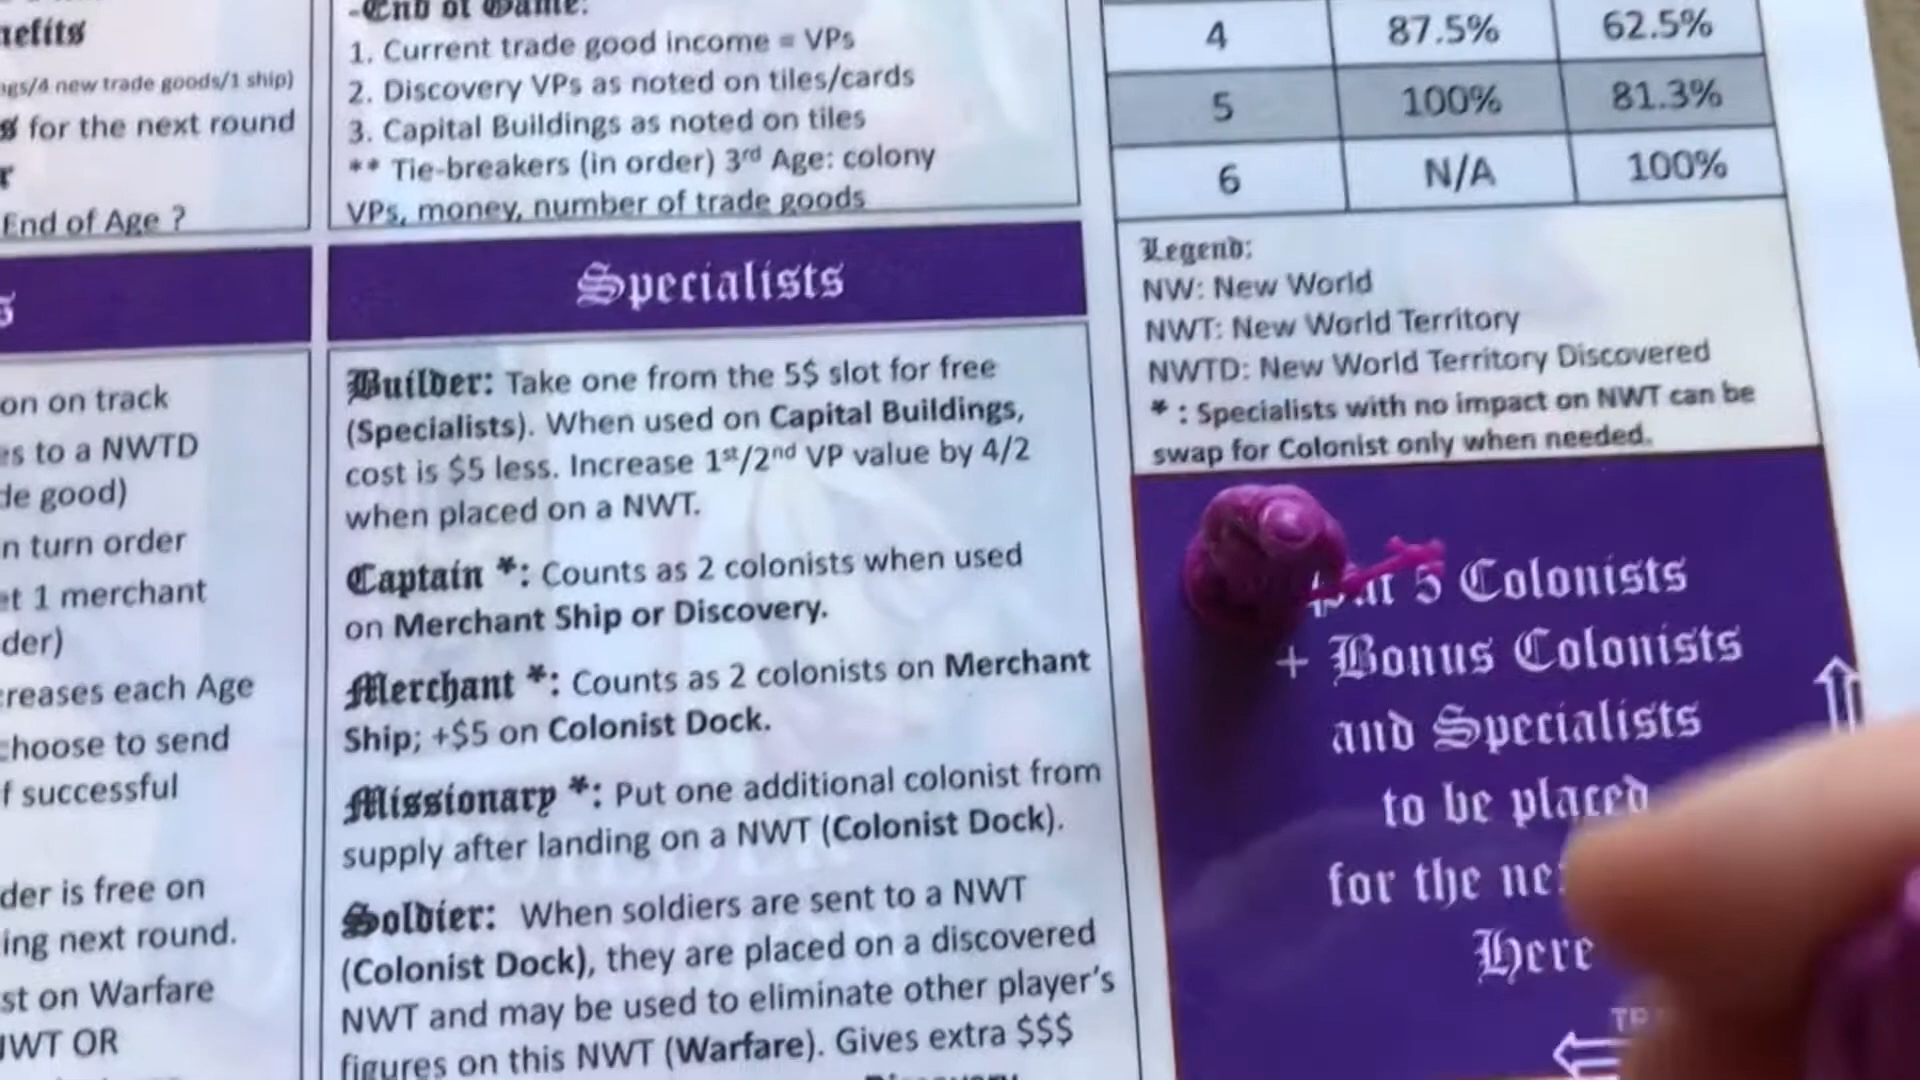 nefits
ngs/4 new trade goods/1 ship)
s for the next round
r
End of Age ?
s
on on track
es to a NWTD
de good)
n turn order
et 1 merchant
der)
creases each Age
choose to send
f successful
der is free on
ing next round.
st on Warfare
NWT OR
-End of Game:
1. Current trade good income = VPs
2. Discovery VPs as noted on tiles/cards
3. Capital Buildings as noted on tiles
** Tie-breakers (in order) 3rd Age: colony
VPs, money, number of trade goods
Specialists
Builder: Take one from the 5$ slot for free
(Specialists). When used on Capital Buildings,
cost is $5 less. Increase 1st/2nd VP value by 4/2
when placed on a NWT.
Captain *: Counts as 2 colonists when used
on Merchant Ship or Discovery.
Merchant *: Counts as 2 colonists on Merchant
Ship; +$5 on Colonist Dock.
Missionary *: Put one additional colonist from
supply after landing on a NWT (Colonist Dock).
Soldier: When soldiers are sent to a NWT
(Colonist Dock), they are placed on a discovered
NWT and may be used to eliminate other player's
figures on this NWT (Warfare). Gives extra $$$
4 87.5% 62.5%
5 100% 81.3%
6 N/A 100%
Legend:
NW: New World
NWT: New World Territory
NWTD: New World Territory Discovered
* : Specialists with no impact on NWT can be
swap for Colonist only when needed.
5 Colonists
+ Bonus Colonists
and Specialists
to be placed
for the
Here